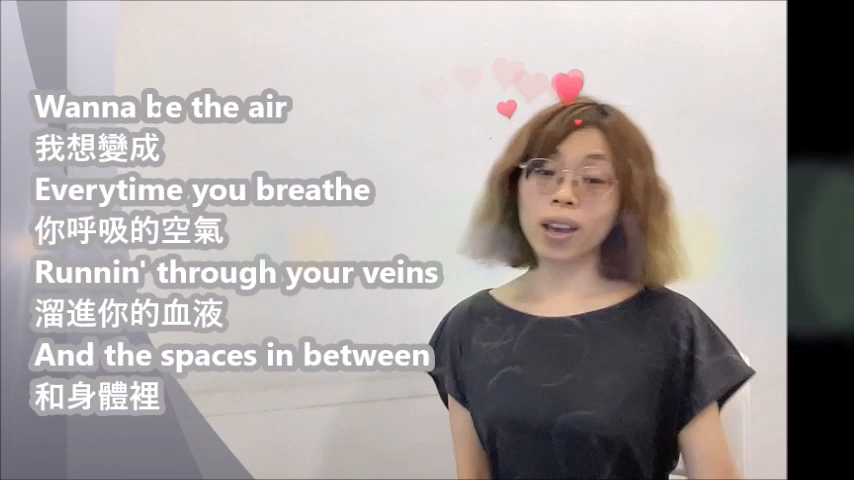 Wanna be the air
我想變成
Everytime you breathe
你呼吸的空氣
Runnin' through your veins
溜進你的血液
And the spaces in between
和身體裡